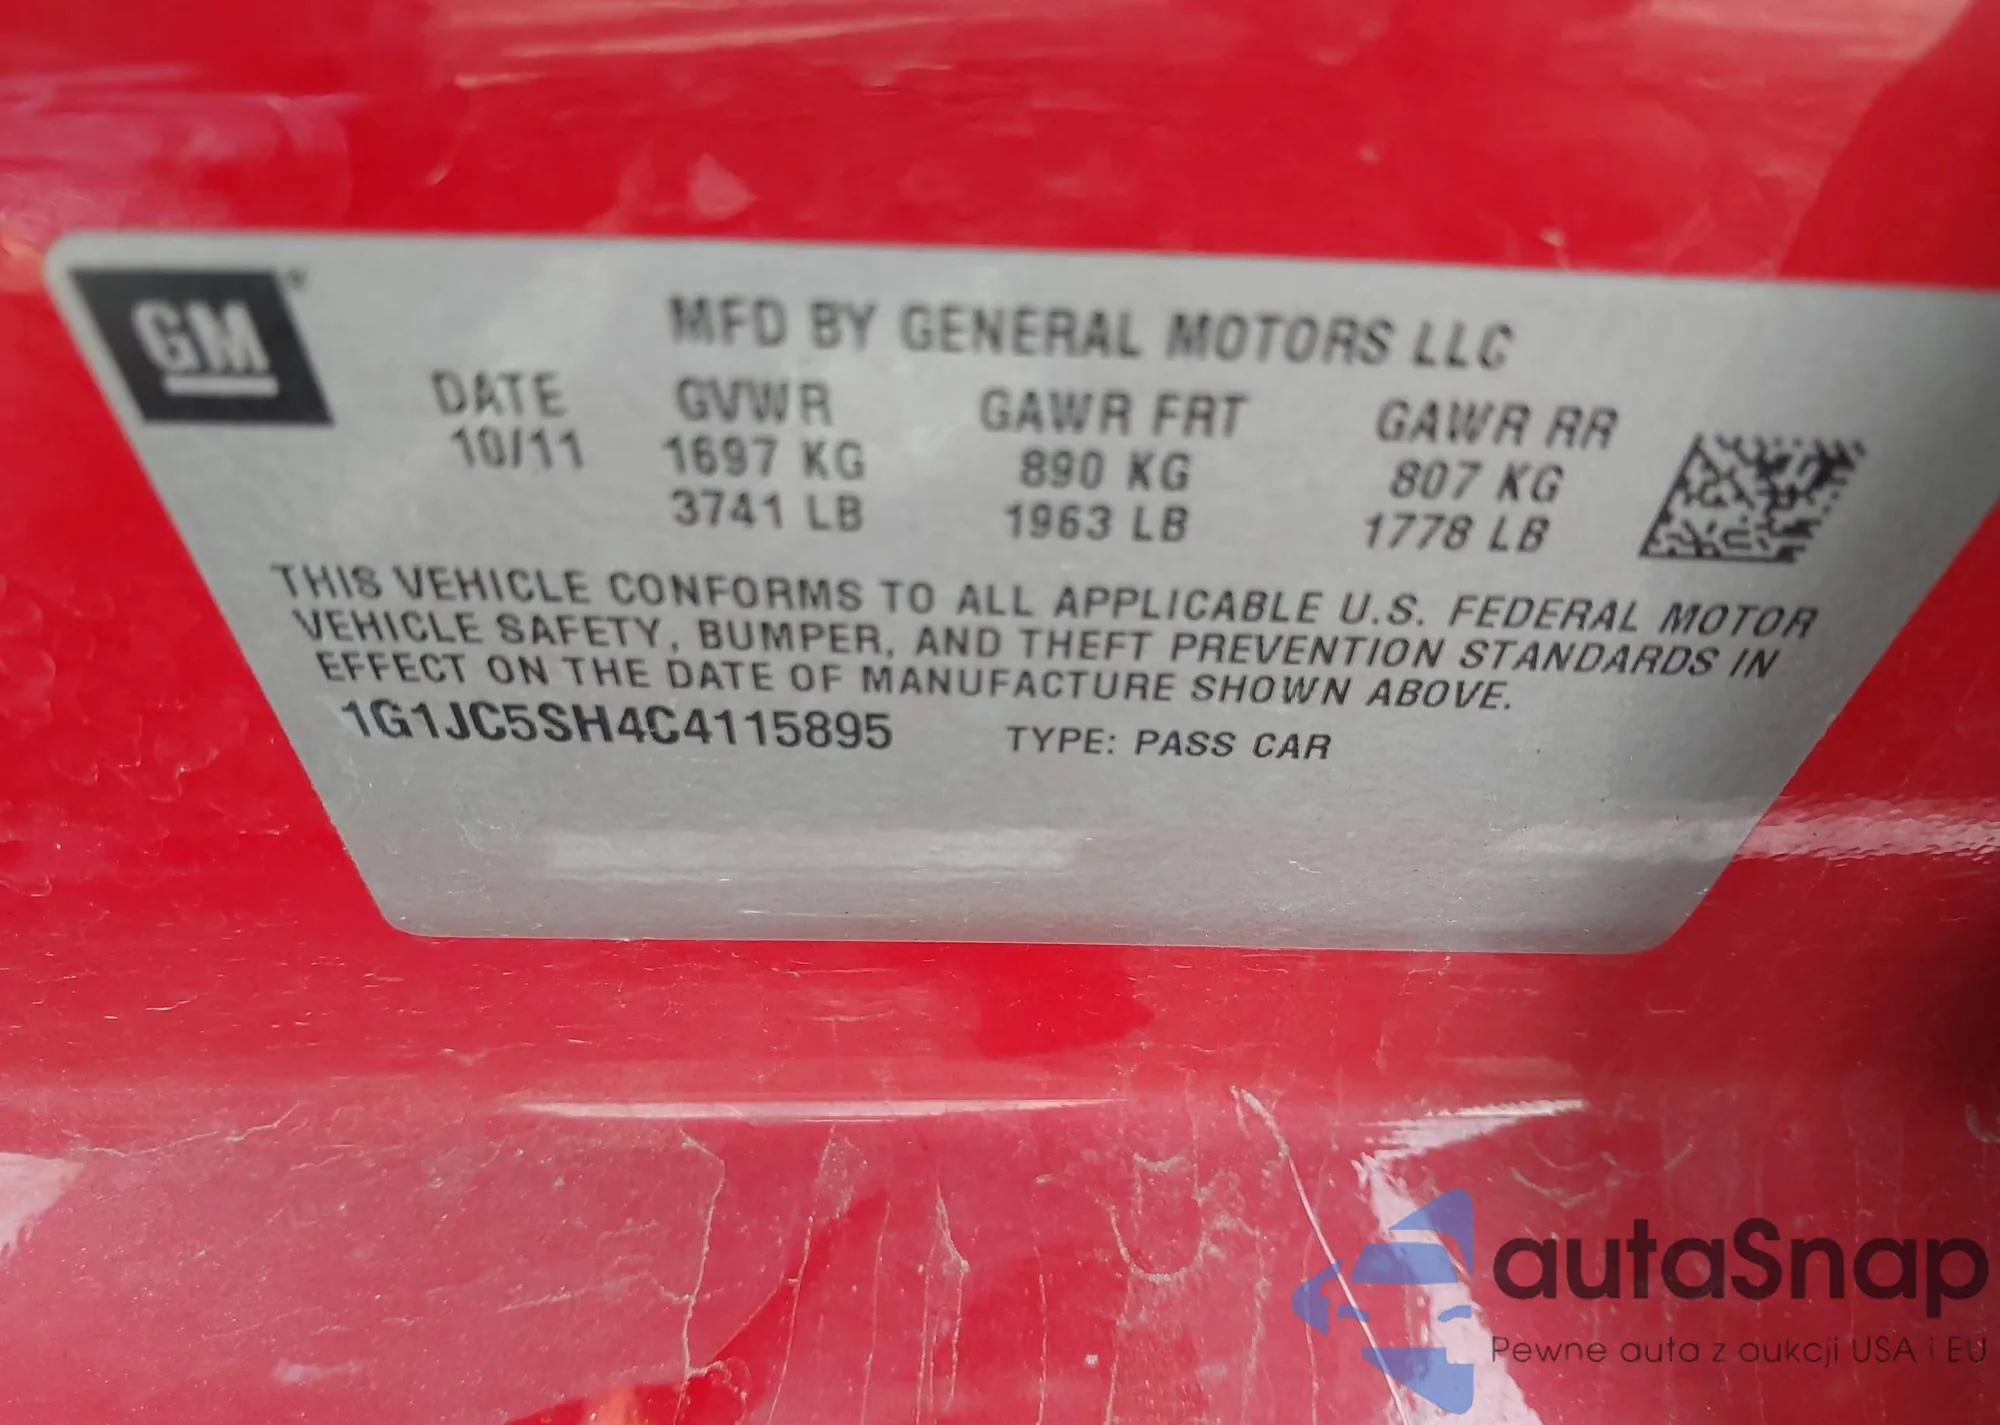 GM®
MFD BY GENERAL MOTORS LLC
DATE GVWR GAWR FRT GAWR RR
10/11 1697 KG 890 KG 807 KG
3741 LB 1963 LB 1778 LB
THIS VEHICLE CONFORMS TO ALL APPLICABLE U.S. FEDERAL MOTOR
VEHICLE SAFETY, BUMPER, AND THEFT PREVENTION STANDARDS IN
EFFECT ON THE DATE OF MANUFACTURE SHOWN ABOVE.
1G1JC5SH4C4115895 TYPE: PASS CAR
autaSnap
Pewne auta z aukcji USA i EU